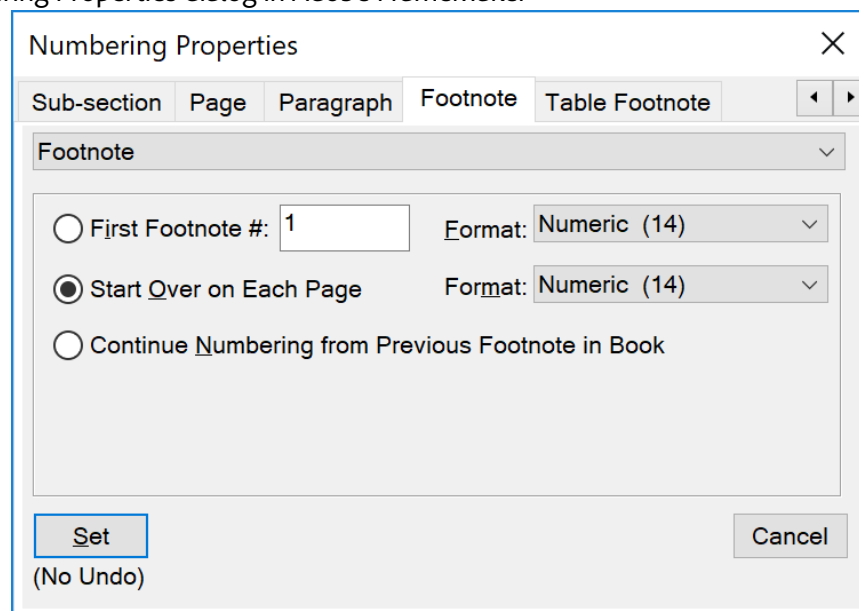 Numbering Properties
Sub-section Page Paragraph Footnote Table Footnote
Footnote
First Footnote #: 1 Format: Numeric (14)
Start Over on Each Page Format: Numeric (14)
Continue Numbering from Previous Footnote in Book
Set Cancel
(No Undo)